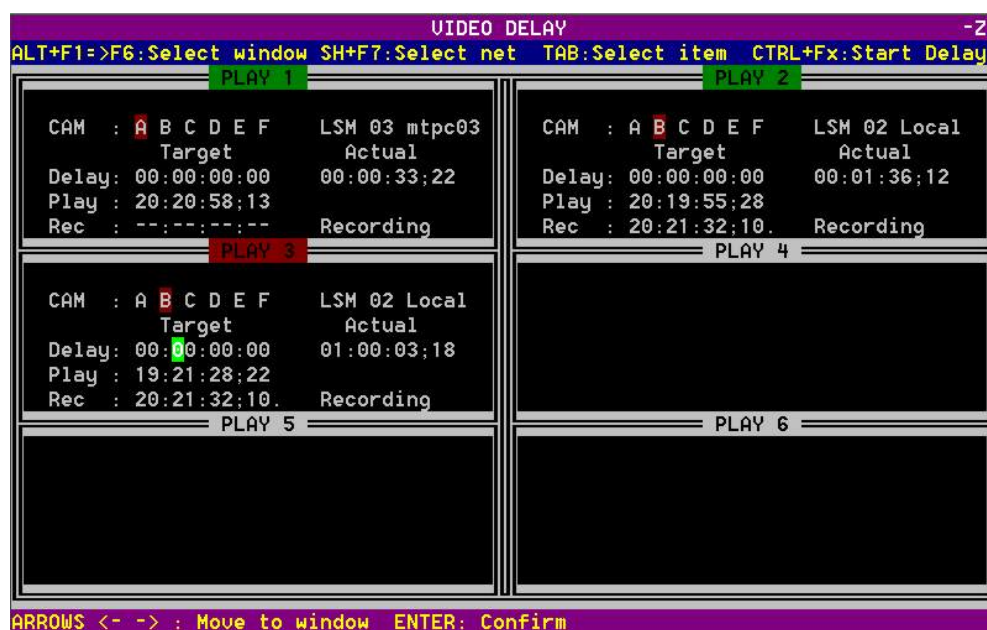 VIDEO DELAY -Z
ALT+F1=>F6:Select window SH+F7:Select net TAB:Select item CTRL+Fx:Start Delay
PLAY 1
CAM : A B C D E F LSM 03 mtpc03
Target Actual
Delay: 00:00:00:00 00:00:33;22
Play : 20:20:58;13
Rec : --:--:--:-- Recording
PLAY 2
CAM : A B C D E F LSM 02 Local
Target Actual
Delay: 00:00:00:00 00:01:36;12
Play : 20:19:55;28
Rec : 20:21:32;10. Recording
PLAY 3
CAM : A B C D E F LSM 02 Local
Target Actual
Delay: 00:00:00:00 01:00:03;18
Play : 19:21:28;22
Rec : 20:21:32;10. Recording
PLAY 4
PLAY 5
PLAY 6
ARROWS <- -> : Move to window ENTER: Confirm